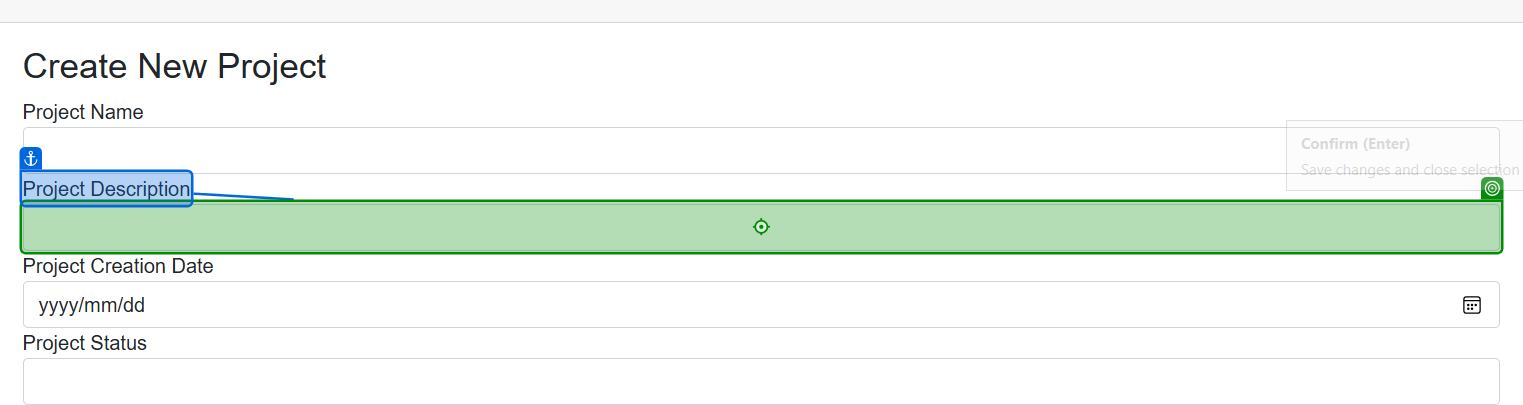 Create New Project
Project Name
Confirm (Enter)
Save changes and close selection
Project Description
Project Creation Date
yyyy/mm/dd
Project Status